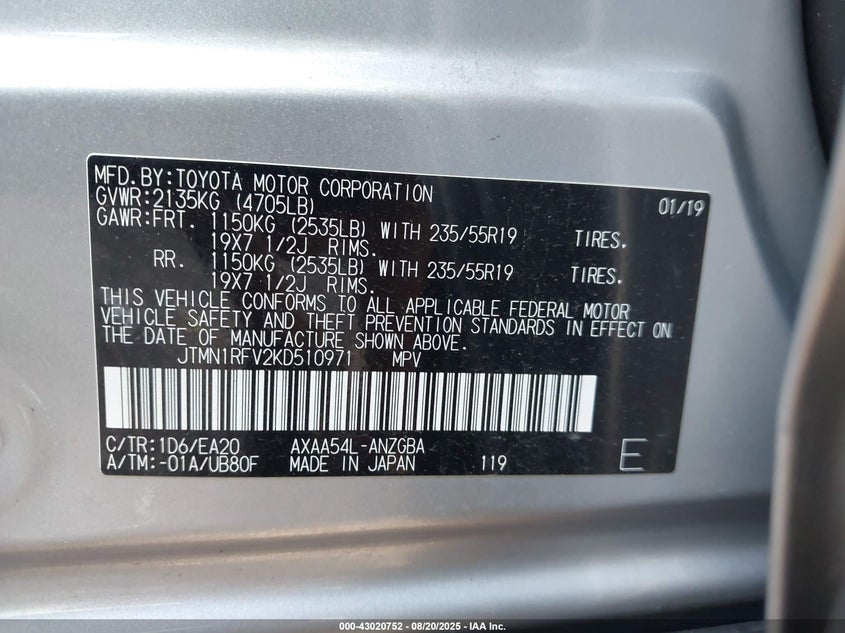 MFD.BY:TOYOTA MOTOR CORPORATION 01/19
GVWR:2135KG (4705LB)
GAWR:FRT. 1150KG (2535LB) WITH 235/55R19 TIRES.
19X7 1/2J RIMS.
RR. 1150KG (2535LB) WITH 235/55R19 TIRES.
19X7 1/2J RIMS.
THIS VEHICLE CONFORMS TO ALL APPLICABLE FEDERAL MOTOR
VEHICLE SAFETY AND THEFT PREVENTION STANDARDS IN EFFECT ON
THE DATE OF MANUFACTURE SHOWN ABOVE.
JTMN1RFV2KD510971 MPV
C/TR:1D6/EA20 AXAA54L-ANZGBA
A/TM:-01A/UB80F MADE IN JAPAN 119 E
000-43020752 - 08/20/2025 - IAA Inc.